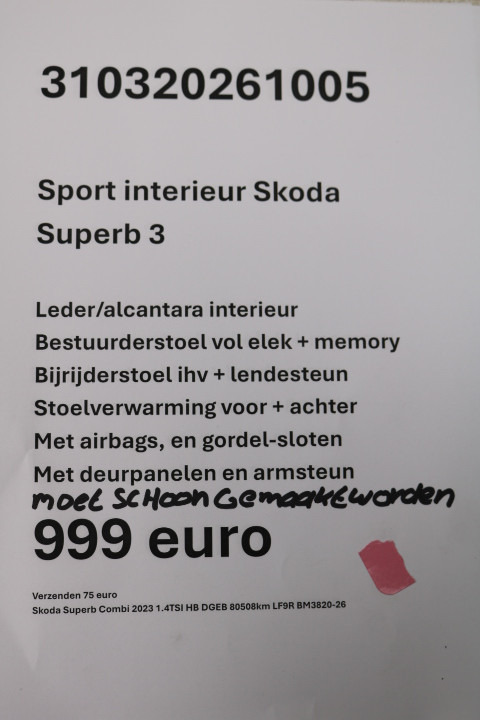 310320261005
Sport interieur Skoda
Superb 3
Leder/alcantara interieur
Bestuurderstoel vol elek + memory
Bijrijderstoel ihv + lendesteun
Stoelverwarming voor + achter
Met airbags, en gordel-sloten
Met deurpanelen en armsteun
moet SCHOON Gemaakt worden
999 euro
Verzenden 75 euro
Skoda Superb Combi 2023 1.4TSI HB DGEB 80508km LF9R BM3820-26